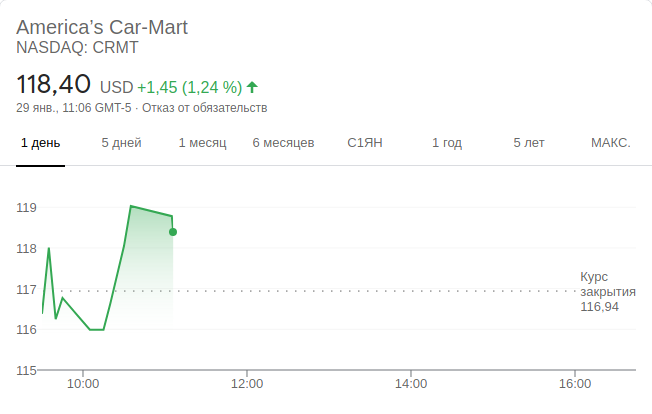 America’s Car-Mart
NASDAQ: CRMT
118,40 USD +1,45 (1,24 %)
29 янв., 11:06 GMT-5 · Отказ от обязательств
1 день 5 дней 1 месяц 6 месяцев С1ЯН 1 год 5 лет МАКС.
119
118
117
116
115
Курс
закрытия
116,94
10:00 12:00 14:00 16:00